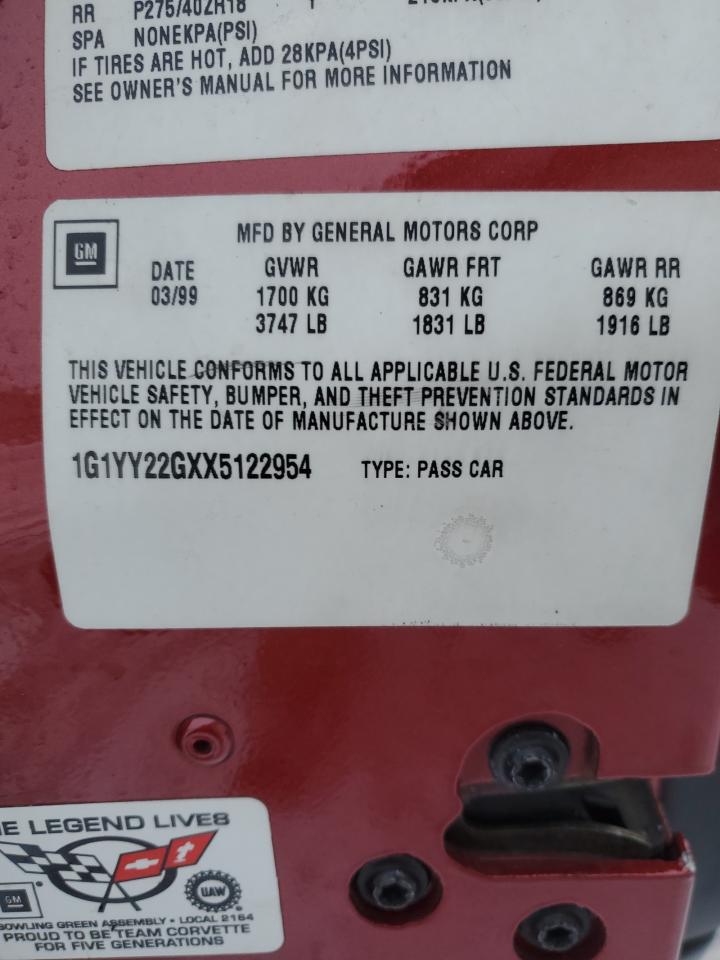 RR P275/40ZR18
SPA NONEKPA(PSI)
IF TIRES ARE HOT, ADD 28KPA(4PSI)
SEE OWNER'S MANUAL FOR MORE INFORMATION
GM
MFD BY GENERAL MOTORS CORP
DATE GVWR GAWR FRT GAWR RR
03/99 1700 KG 831 KG 869 KG
3747 LB 1831 LB 1916 LB
THIS VEHICLE CONFORMS TO ALL APPLICABLE U.S. FEDERAL MOTOR
VEHICLE SAFETY, BUMPER, AND THEFT PREVENTION STANDARDS IN
EFFECT ON THE DATE OF MANUFACTURE SHOWN ABOVE.
1G1YY22GXX5122954 TYPE: PASS CAR
E LEGEND LIVES
GM
UAW
BOWLING GREEN ASSEMBLY • LOCAL 2164
PROUD TO BE TEAM CORVETTE
FOR FIVE GENERATIONS